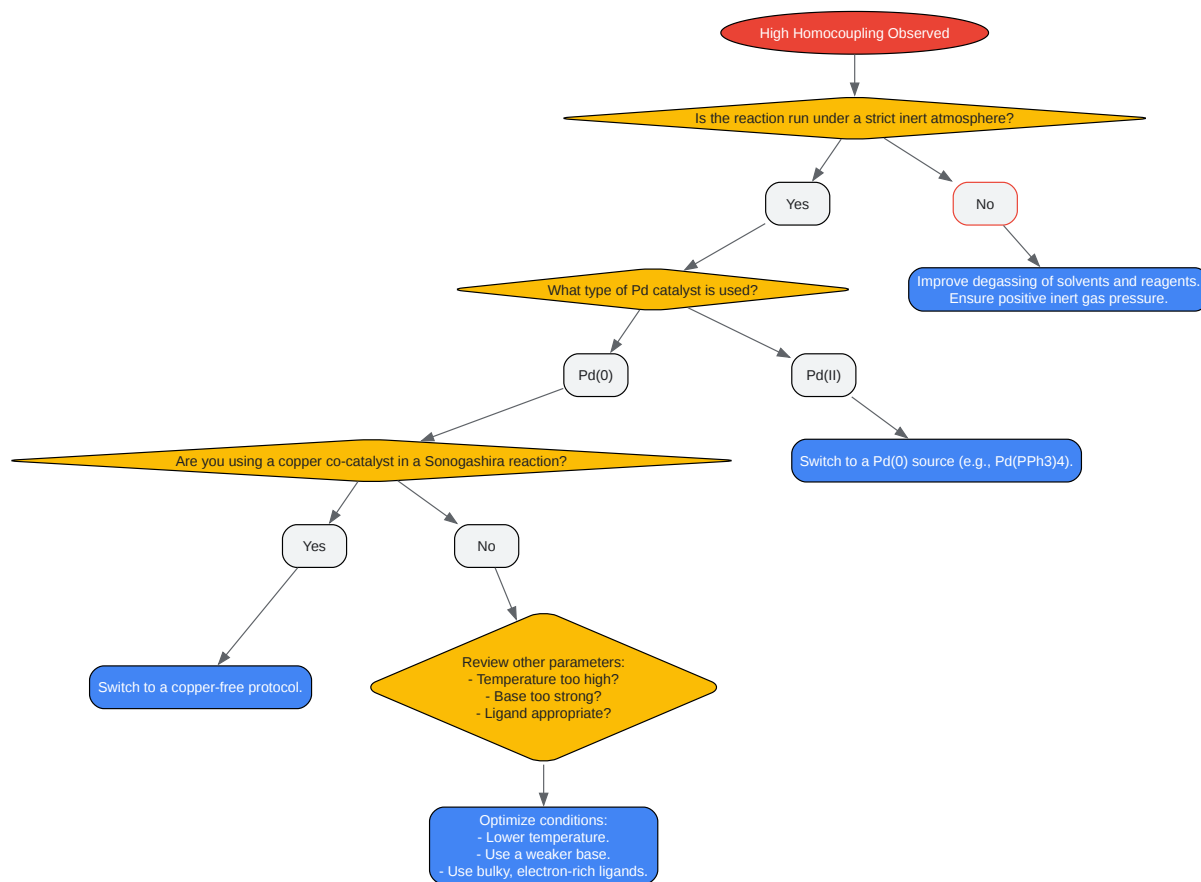 High Homocoupling Observed
Is the reaction run under a strict inert atmosphere?
Yes
No
What type of Pd catalyst is used?
Improve degassing of solvents and reagents.
Ensure positive inert gas pressure.
Pd(0)
Pd(II)
Are you using a copper co-catalyst in a Sonogashira reaction?
Switch to a Pd(0) source (e.g., Pd(PPh3)4).
Yes
No
Switch to a copper-free protocol.
Review other parameters:
- Temperature too high?
- Base too strong?
- Ligand appropriate?
Optimize conditions:
- Lower temperature.
- Use a weaker base.
- Use bulky, electron-rich ligands.